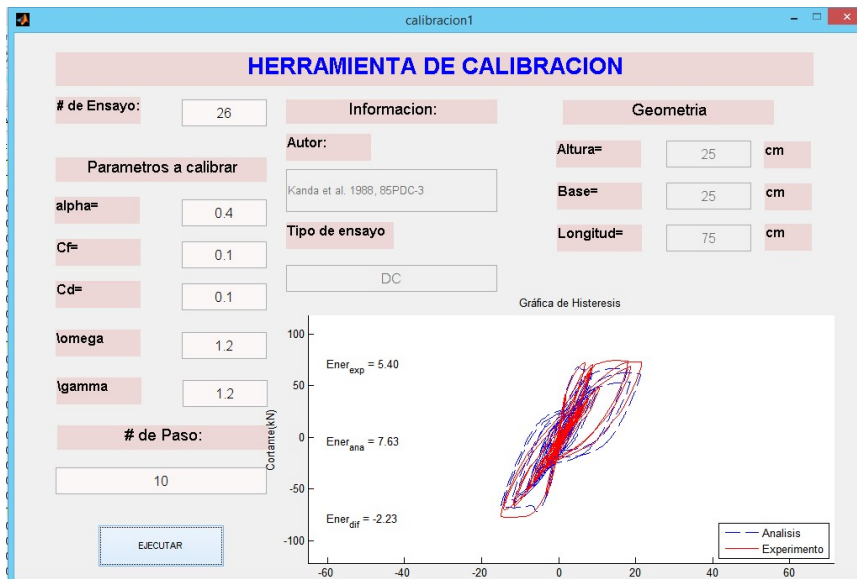 calibracion1
HERRAMIENTA DE CALIBRACION
# de Ensayo:
26
Parametros a calibrar
alpha=
0.4
Cf=
0.1
Cd=
0.1
\omega
1.2
\gamma
1.2
# de Paso:
10
EJECUTAR
Informacion:
Autor:
Kanda et al. 1988, 85PDC-3
Tipo de ensayo
DC
Geometria
Altura=
25
cm
Base=
25
cm
Longitud=
75
cm
Gráfica de Histeresis
Cortante(kN)
100
50
0
-50
-100
Ener_exp = 5.40
Ener_ana = 7.63
Ener_dif = -2.23
Analisis
Experimento
-60
-40
-20
0
20
40
60